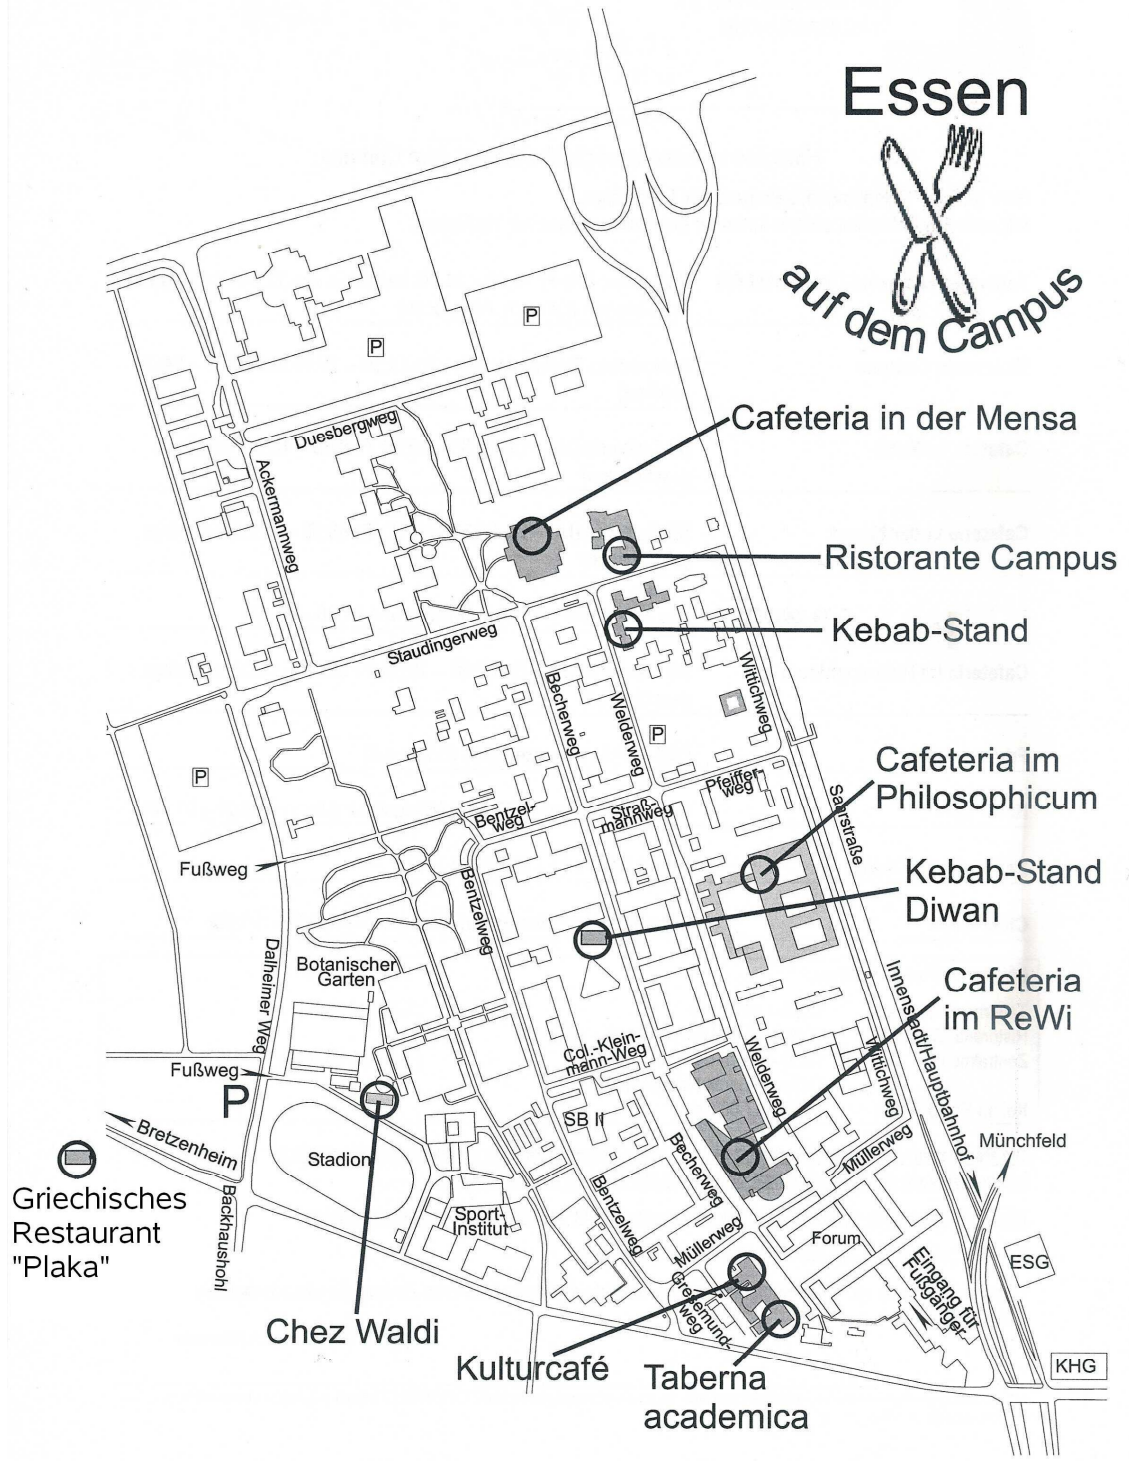 Essen
auf dem Campus
P
P
Cafeteria in der Mensa
Duesbergweg
Ackermannweg
Ristorante Campus
Kebab-Stand
Staudingerweg
Becherweg
Welderweg
Wittichweg
P
P
Pfeiffer-
weg
Cafeteria im
Philosophicum
Saarstraße
Straß-
mannweg
Bentzel-
weg
Fußweg
Kebab-Stand
Diwan
Bentzelweg
Dalheimer Weg
Botanischer
Garten
Cafeteria
im ReWi
Innenstadt/Hauptbahnhof
Col.-Klein-
mann-Weg
Welderweg
Wittichweg
Fußweg
P
SB II
Bretzenheim
Stadion
Becherweg
Müllerweg
Münchfeld
Griechisches
Restaurant
"Plaka"
Backhaushohl
Sport-
Institut
Bentzelweg
Müllerweg
Forum
Eingang für
Fußgänger
ESG
Gresemund-
weg
Chez Waldi
Kulturcafé
Taberna
academica
KHG